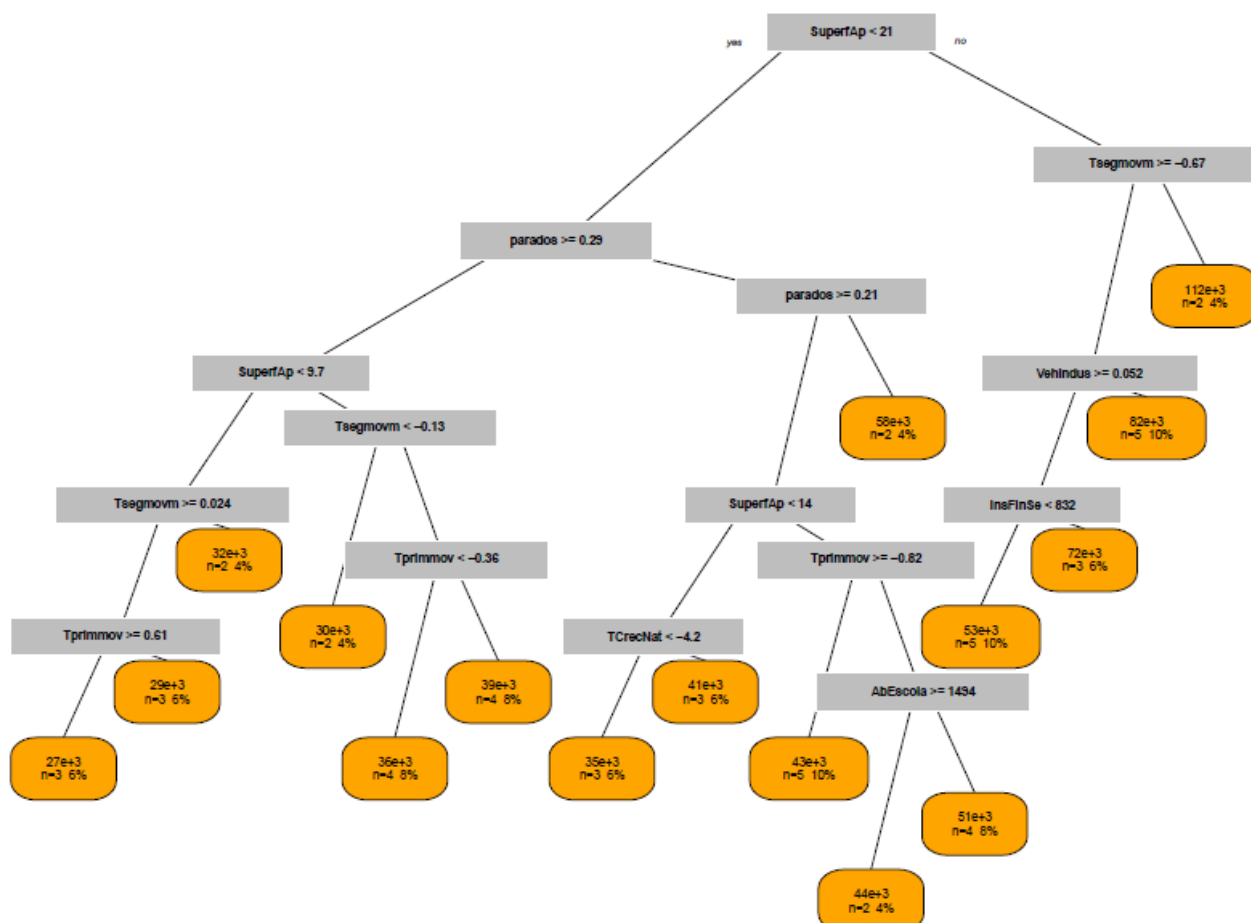 SuperfAp < 21
yes
no
Tsegmovm >= −0.67
parados >= 0.29
parados >= 0.21
112e+3
n=2 4%
SuperfAp < 9.7
VehIndus >= 0.052
Tsegmovm < −0.13
58e+3
n=2 4%
82e+3
n=5 10%
Tsegmovm >= 0.024
SuperfAp < 14
InsFinSe < 832
32e+3
n=2 4%
Tprimmov < −0.36
Tprimmov >= −0.82
72e+3
n=3 6%
Tprimmov >= 0.61
30e+3
n=2 4%
TCrecNat < −4.2
53e+3
n=5 10%
29e+3
n=3 6%
39e+3
n=4 8%
41e+3
n=3 6%
AbEscola >= 1494
27e+3
n=3 6%
36e+3
n=4 8%
35e+3
n=3 6%
43e+3
n=5 10%
51e+3
n=4 8%
44e+3
n=2 4%